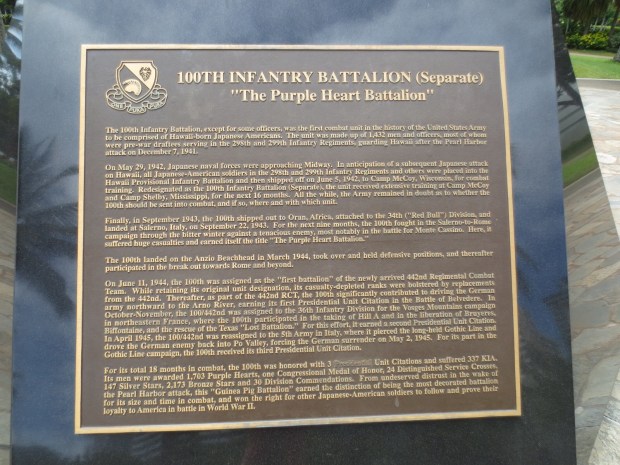 100TH INFANTRY BATTALION (Separate)
"The Purple Heart Battalion"
The 100th Infantry Battalion, except for some officers, was the first combat unit in the history of the United States Army
to be comprised of Hawaii-born Japanese Americans. The unit was made up of 1,432 men and officers, most of whom
were pre-war draftees serving in the 298th and 299th Infantry Regiments, guarding Hawaii after the Pearl Harbor
attack on December 7, 1941.
On May 29, 1942, Japanese naval forces were approaching Midway. In anticipation of a subsequent Japanese attack
on Hawaii, all Japanese-American soldiers in the 298th and 299th Infantry Regiments and others were placed into the
Hawaii Provisional Infantry Battalion and then shipped off on June 5, 1942, to Camp McCoy, Wisconsin, for combat
training. Redesignated as the 100th Infantry Battalion (Separate), the unit received extensive training at Camp McCoy
and Camp Shelby, Mississippi, for the next 16 months. All the while, the Army remained in doubt as to whether the
100th should be sent into combat, and if so, where and with which unit.
Finally, in September 1943, the 100th shipped out to Oran, Africa, attached to the 34th ("Red Bull") Division, and
landed at Salerno, Italy, on September 22, 1943. For the next nine months, the 100th fought in the Salerno-to-Rome
campaign through the bitter winter against a tenacious enemy, most notably in the battle for Monte Cassino. Here, it
suffered huge casualties and earned itself the title "The Purple Heart Battalion."
The 100th landed on the Anzio Beachhead in March 1944, took over and held defensive positions, and thereafter
participated in the break out towards Rome and beyond.
On June 11, 1944, the 100th was assigned as the "first battalion" of the newly arrived 442nd Regimental Combat
Team. While retaining its original unit designation, its casualty-depleted ranks were bolstered by replacements
from the 442nd. Thereafter, as part of the 442nd RCT, the 100th significantly contributed to driving the German
army northward to the Arno River, earning its first Presidential Unit Citation in the Battle of Belvedere. In
October-November, the 100/442nd was assigned to the 36th Infantry Division for the Vosges Mountains campaign
in northeastern France, where the 100th participated in the taking of Hill A and in the liberation of Bruyeres,
Biffontaine, and the rescue of the Texas "Lost Battalion." For this effort, it earned a second Presidential Unit Citation.
In April 1945, the 100/442nd was reassigned to the 5th Army in Italy, where it pierced the long-held Gothic Line and
drove the German enemy back into Po Valley, forcing the German surrender on May 2, 1945. For its part in the
Gothic Line campaign, the 100th received its third Presidential Unit Citation.
For its total 18 months in combat, the 100th was honored with 3 Unit Citations and suffered 337 KIA.
Its men were awarded 1,703 Purple Hearts, one Congressional Medal of Honor, 24 Distinguished Service Crosses,
147 Silver Stars, 2,173 Bronze Stars and 30 Division Commendations. From undeserved distrust in the wake of
the Pearl Harbor attack, this "Guinea Pig Battalion" earned the distinction of being the most decorated battalion
for its size and time in combat, and won the right for other Japanese-American soldiers to follow and prove their
loyalty to America in battle in World War II.